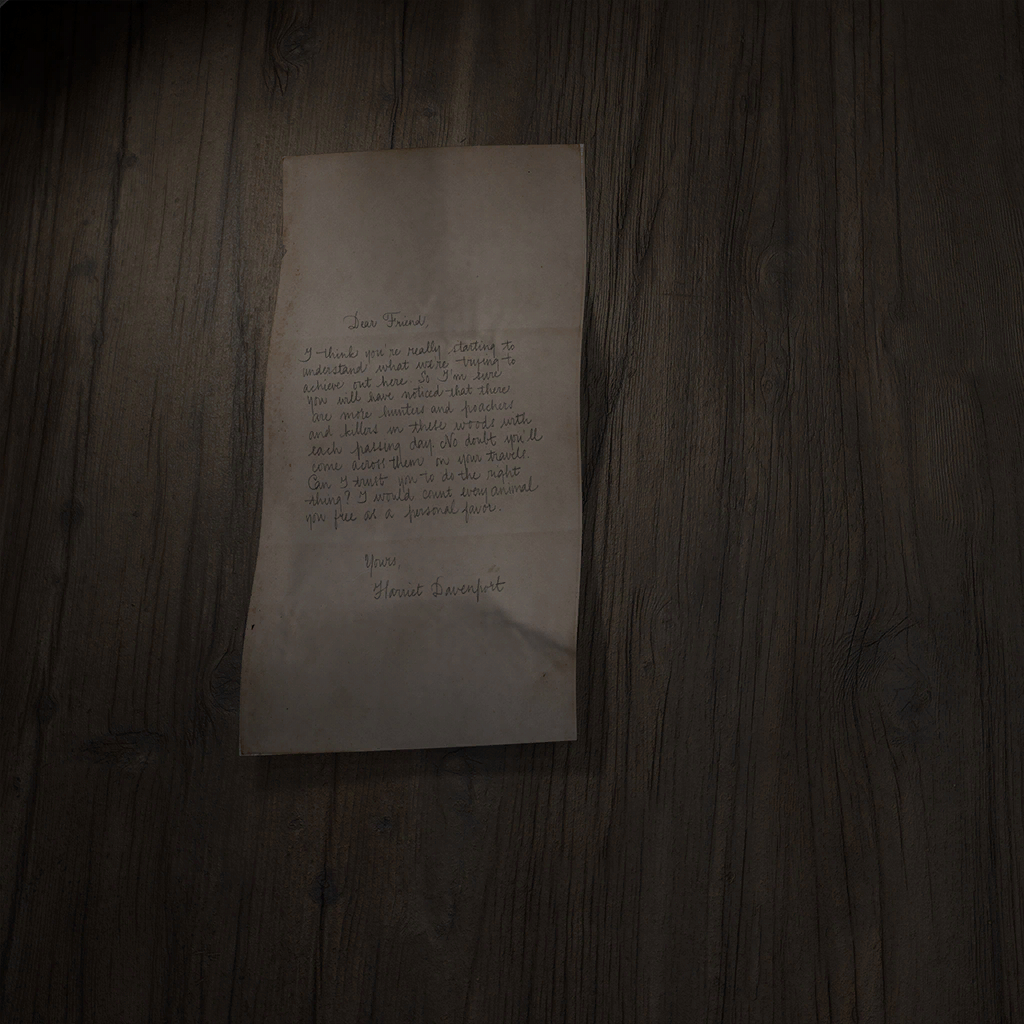 Dear Friend,
I think you're really starting to
understand what we're trying to
achieve out here. So I'm sure
you will have noticed that there
are more hunters and poachers
and killers in these woods with
each passing day. No doubt you'll
come across them on your travels.
Can I trust you to do the right
thing? I would count every animal
you free as a personal favor.
Yours,
Harriet Davenport